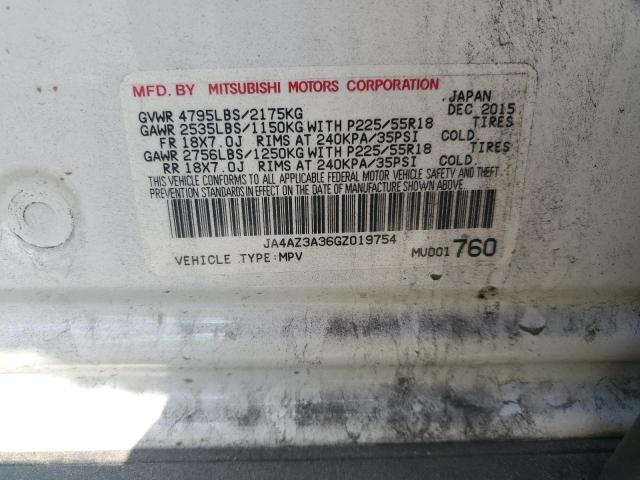 MFD. BY MITSUBISHI MOTORS CORPORATION
JAPAN
GVWR 4795LBS/2175KG DEC 2015
GAWR 2535LBS/1150KG WITH P225/55R18 TIRES
FR 18X7.0J RIMS AT 240KPA/35PSI COLD.
GAWR 2756LBS/1250KG WITH P225/55R18 TIRES
RR 18X7.0J RIMS AT 240KPA/35PSI COLD.
THIS VEHICLE CONFORMS TO ALL APPLICABLE FEDERAL MOTOR VEHICLE SAFETY AND THEFT
PREVENTION STANDARDS IN EFFECT ON THE DATE OF MANUFACTURE SHOWN ABOVE.
JA4AZ3A36GZ019754
VEHICLE TYPE:MPV MU001 760